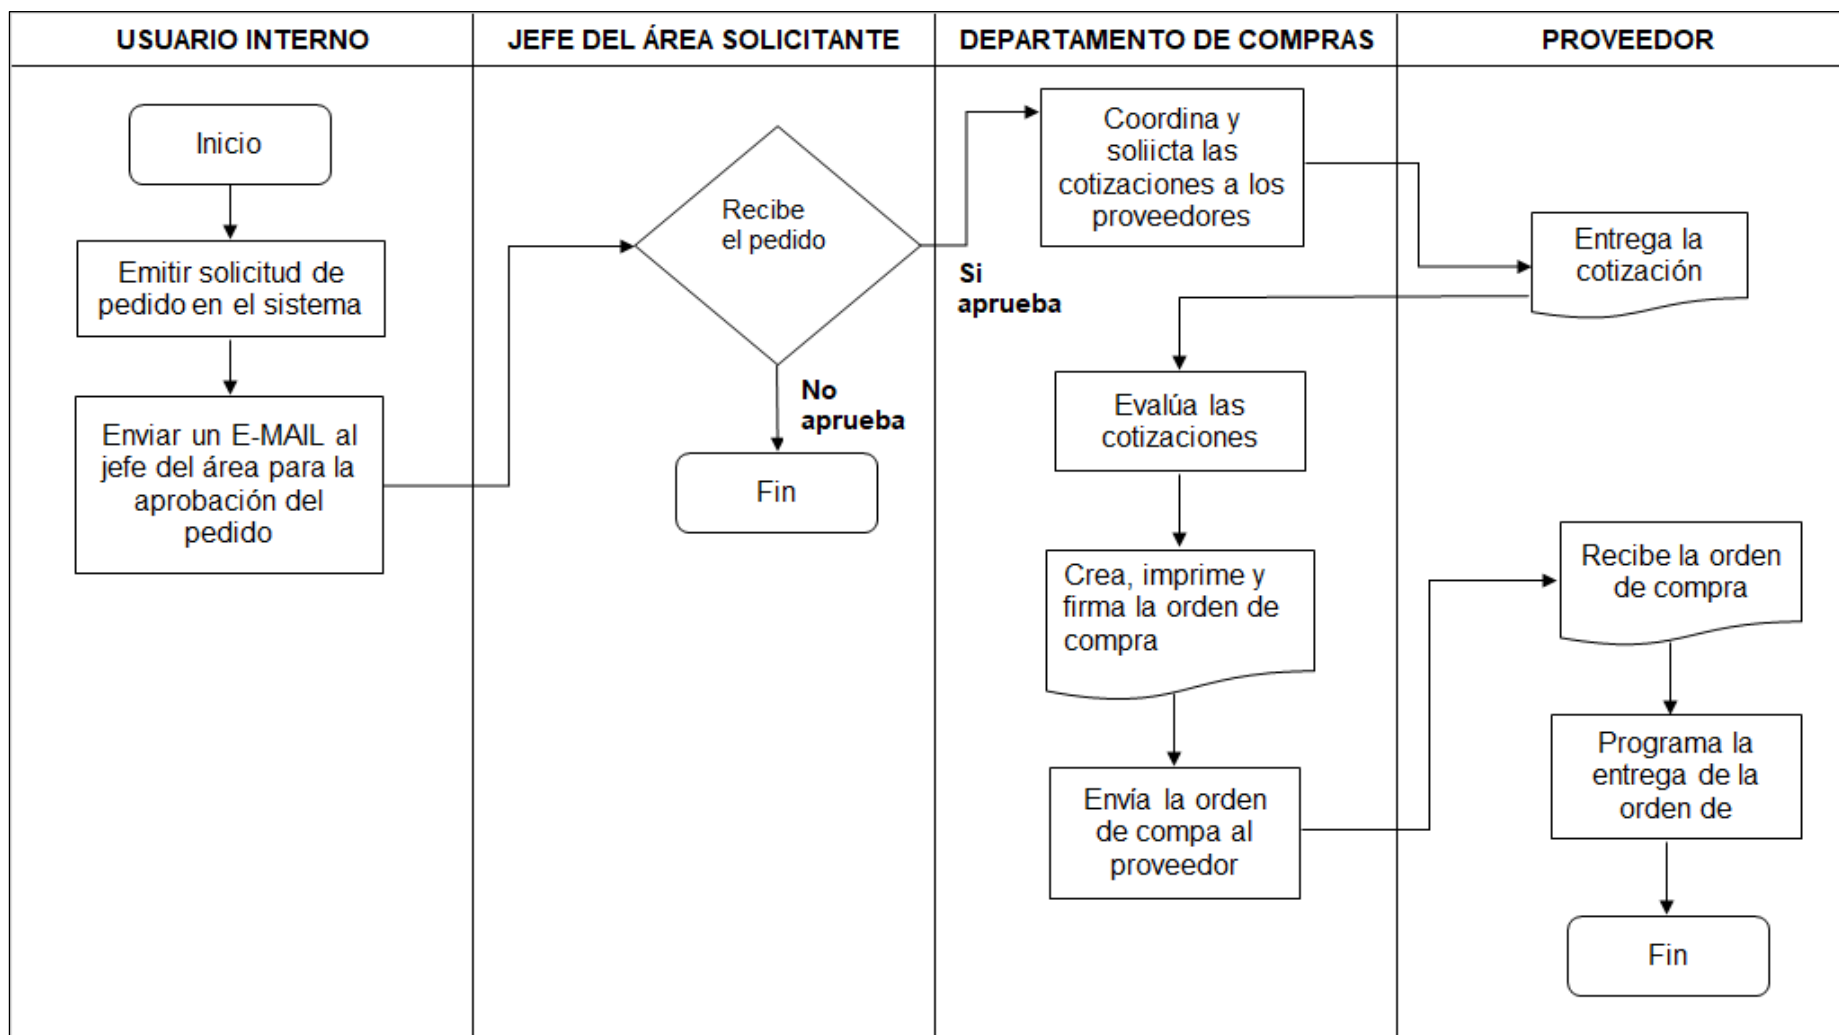 USUARIO INTERNO
JEFE DEL ÁREA SOLICITANTE
DEPARTAMENTO DE COMPRAS
PROVEEDOR
Inicio
Emitir solicitud de
pedido en el sistema
Enviar un E-MAIL al
jefe del área para la
aprobación del
pedido
Recibe
el pedido
Si
aprueba
No
aprueba
Fin
Coordina y
soliicta las
cotizaciones a los
proveedores
Entrega la
cotización
Evalúa las
cotizaciones
Crea, imprime y
firma la orden de
compra
Envía la orden
de compa al
proveedor
Recibe la orden
de compra
Programa la
entrega de la
orden de
Fin